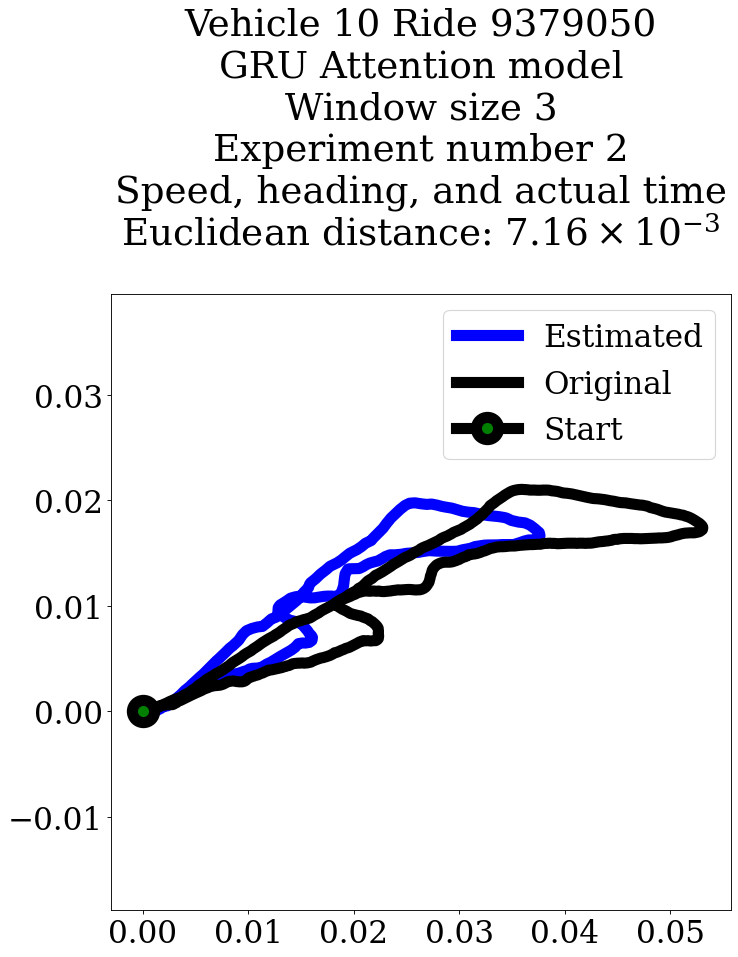 Vehicle 10 Ride 9379050
GRU Attention model
Window size 3
Experiment number 2
Speed, heading, and actual time
Euclidean distance: 7.16 × 10⁻³
Estimated
Original
Start
0.03
0.02
0.01
0.00
−0.01
0.00 0.01 0.02 0.03 0.04 0.05